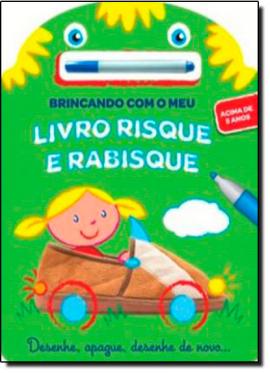 BRINCANDO COM O MEU
LIVRO RISQUE
E RABISQUE
ACIMA DE
3 ANOS
Desenhe, apague, desenhe de novo...